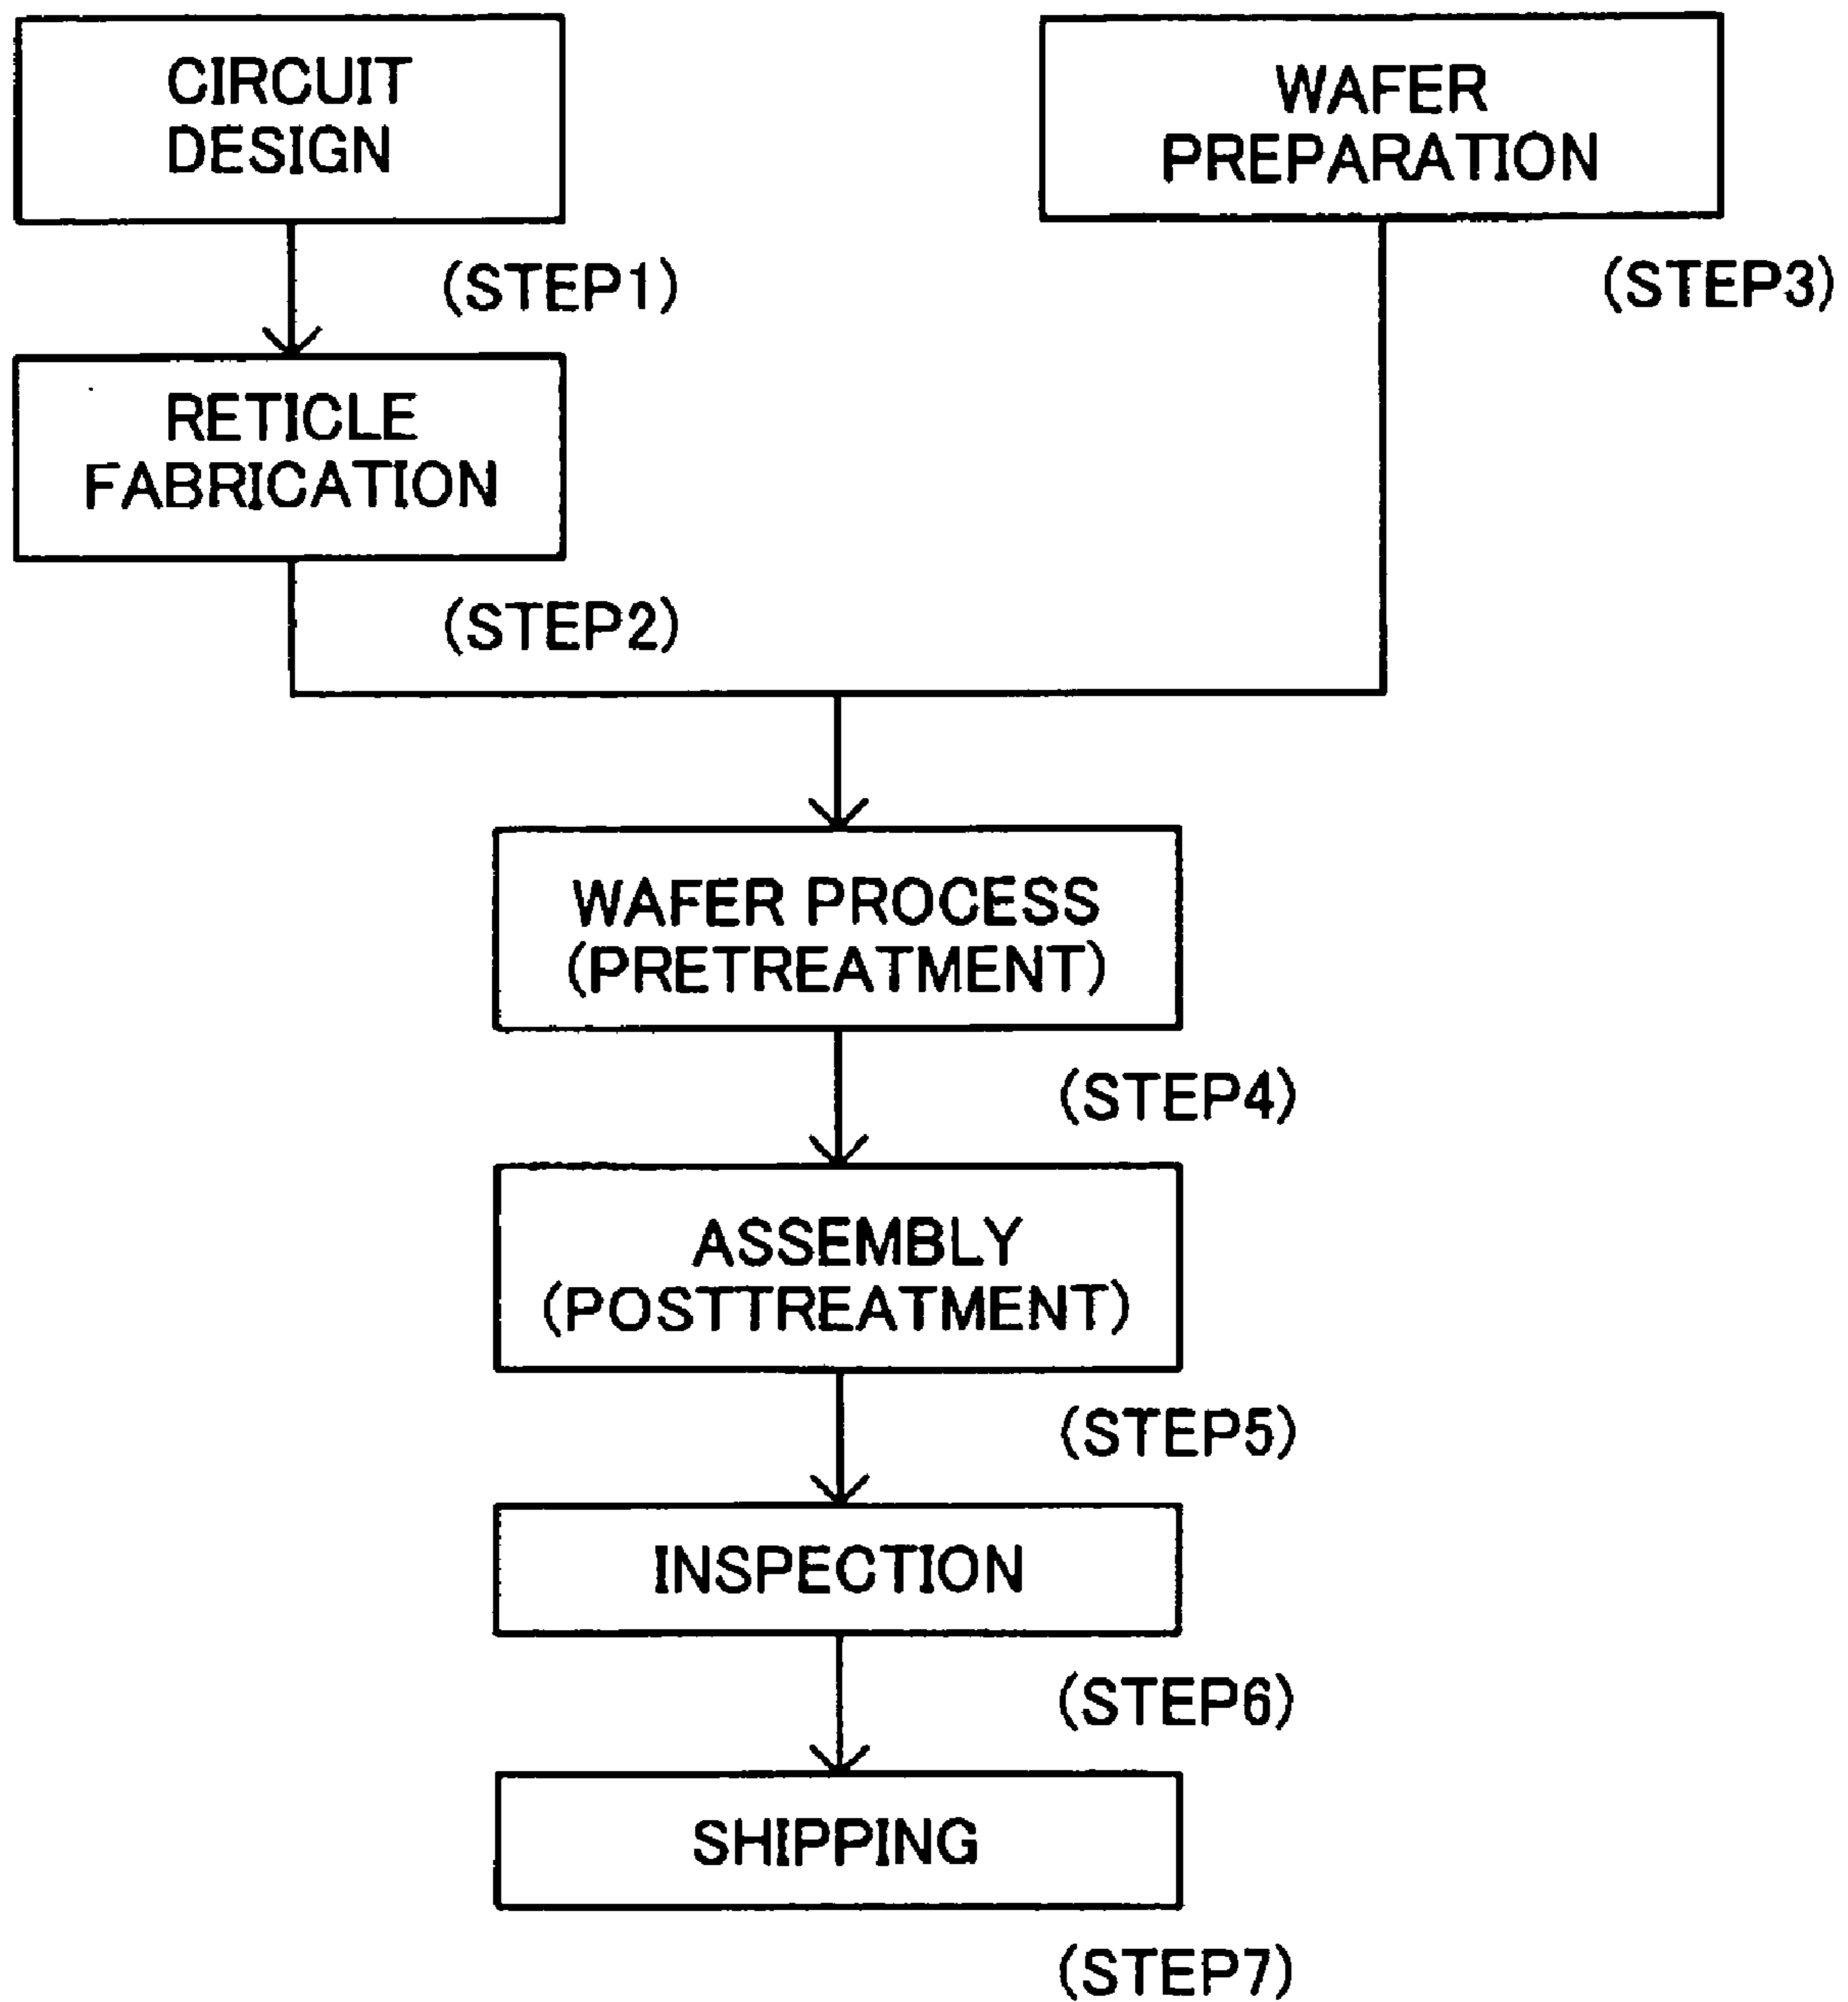 CIRCUIT
DESIGN
(STEP1)
RETICLE
FABRICATION
(STEP2)
WAFER
PREPARATION
(STEP3)
WAFER PROCESS
(PRETREATMENT)
(STEP4)
ASSEMBLY
(POSTTREATMENT)
(STEP5)
INSPECTION
(STEP6)
SHIPPING
(STEP7)